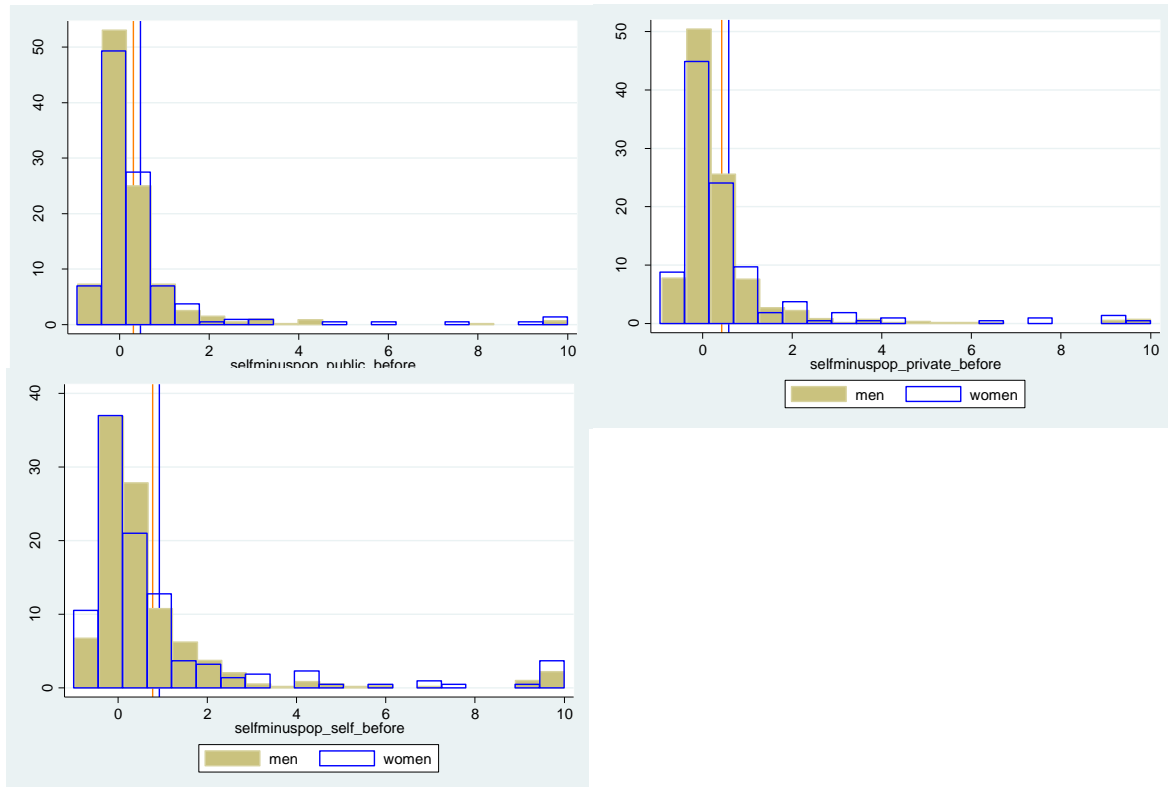 50
40
30
20
10
0
0 2 4 6 8 10
selfminuspop_public_before
50
40
30
20
10
0
0 2 4 6 8 10
selfminuspop_private_before
men women
40
30
20
10
0
0 2 4 6 8 10
selfminuspop_self_before
men women